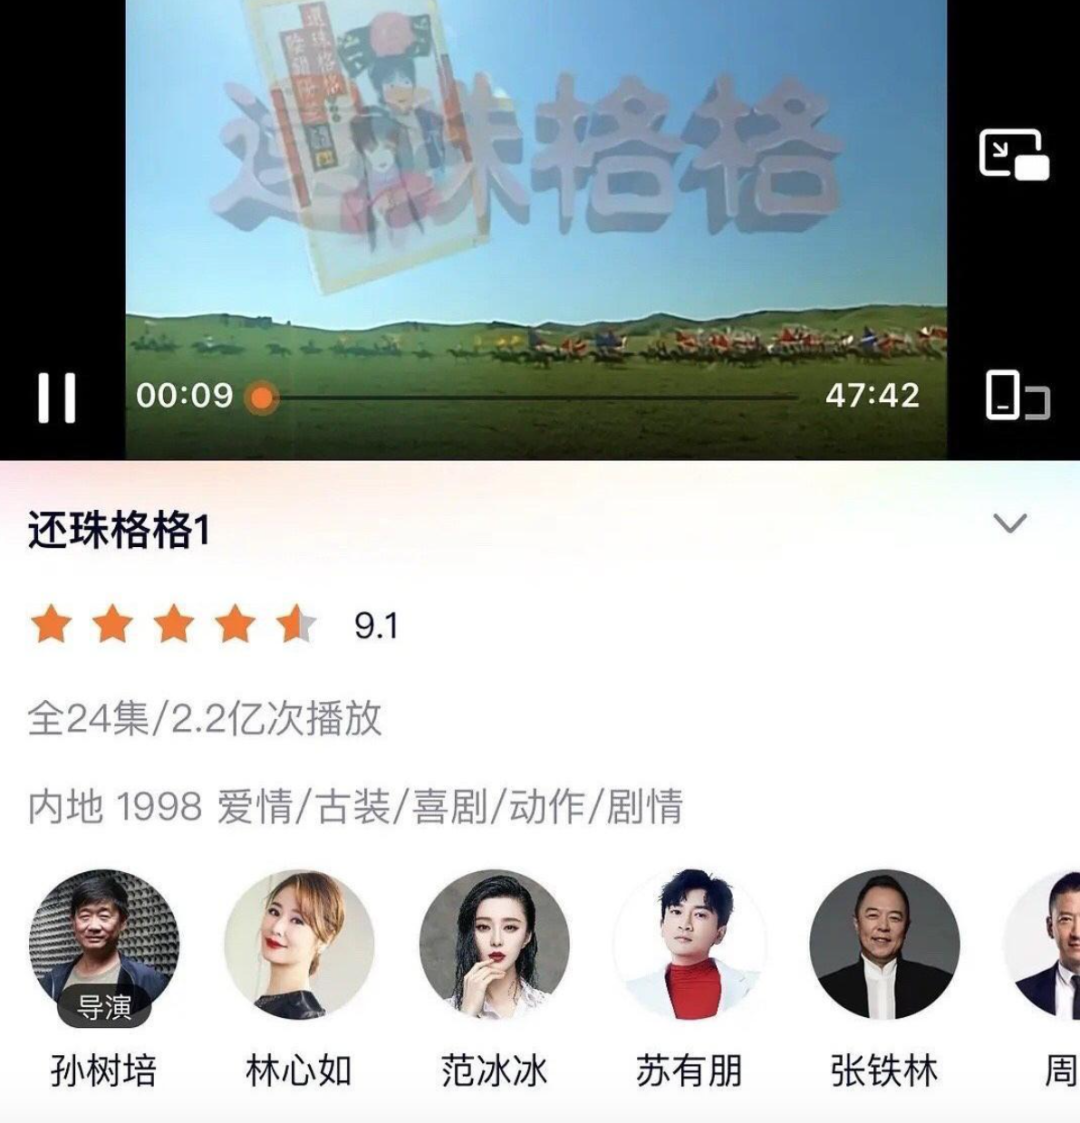 还珠格格
00:09
47:42
还珠格格1
9.1
全24集/2.2亿次播放
内地 1998 爱情/古装/喜剧/动作/剧情
导演
孙树培 林心如 范冰冰 苏有朋 张铁林 周